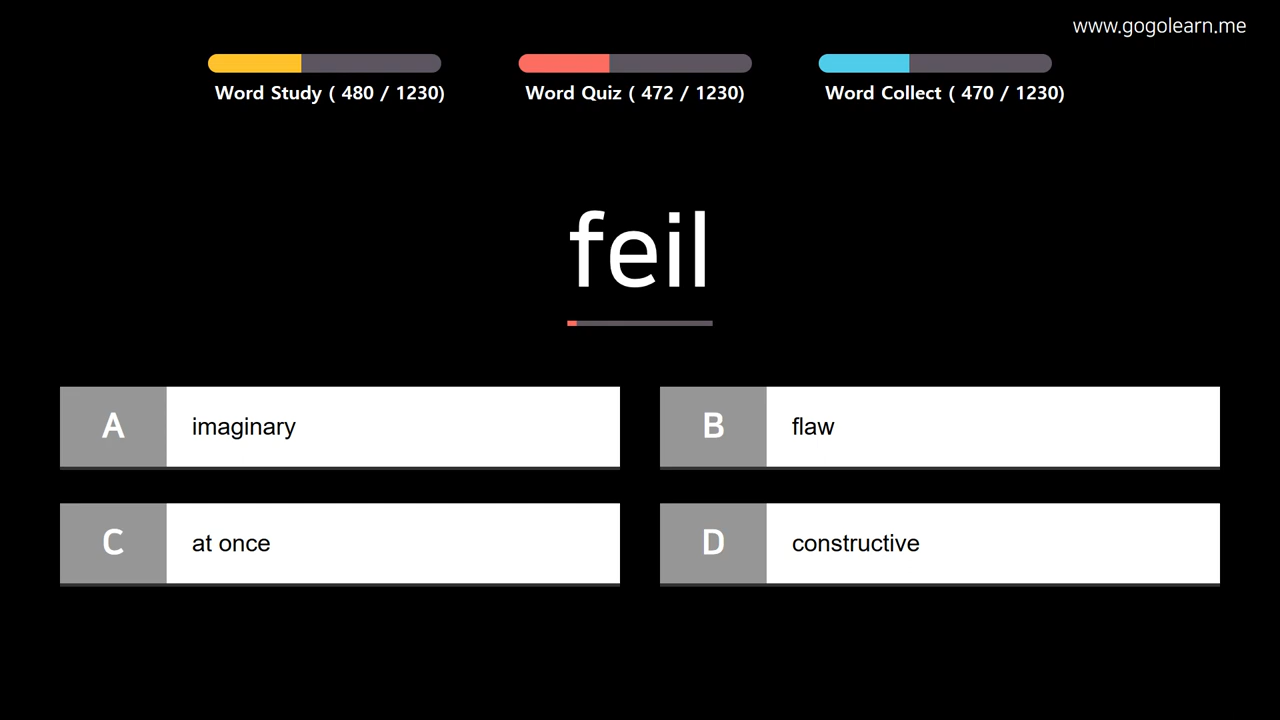 www.gogolearn.me
Word Study ( 480 / 1230)
Word Quiz ( 472 / 1230)
Word Collect ( 470 / 1230)
feil
A imaginary
B flaw
C at once
D constructive